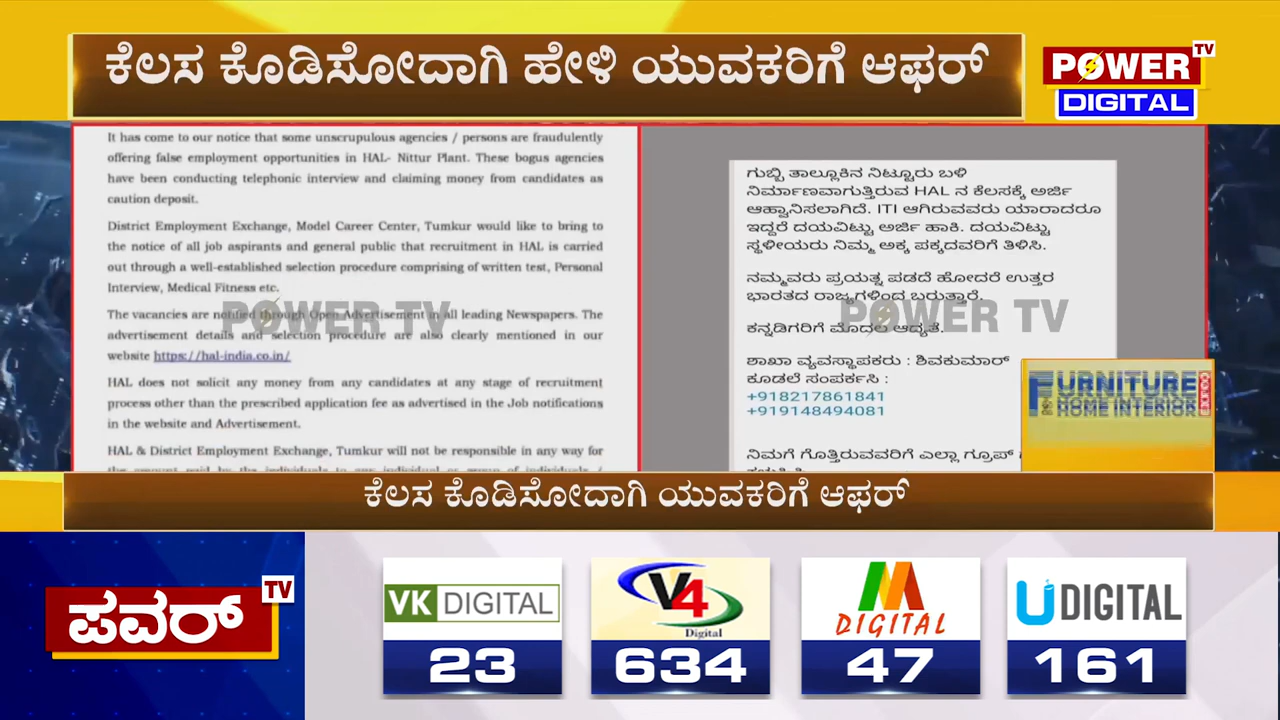 ಕೆಲಸ ಕೊಡಿಸೋದಾಗಿ ಹೇಳಿ ಯುವಕರಿಗೆ ಆಫರ್
POWER TV
DIGITAL
It has come to our notice that some unscrupulous agencies / persons are fraudulently
offering false employment opportunities in HAL- Nittur Plant. These bogus agencies
have been conducting telephonic interview and claiming money from candidates as
caution deposit.
District Employment Exchange, Model Career Center, Tumkur would like to bring to
the notice of all job aspirants and general public that recruitment in HAL is carried
out through a well-established selection procedure comprising of written test, Personal
Interview, Medical Fitness etc.
The vacancies are notified through Open Advertisement in all leading Newspapers. The
advertisement details and selection procedure are also clearly mentioned in our
website https://hal-india.co.in/
HAL does not solicit any money from any candidates at any stage of recruitment
process other than the prescribed application fee as advertised in the Job notifications
in the website and Advertisement.
HAL & District Employment Exchange, Tumkur will not be responsible in any way for
POWER TV
ಗುಬ್ಬಿ ತಾಲ್ಲೂಕಿನ ನಿಟ್ಟೂರು ಬಳಿ
ನಿರ್ಮಾಣವಾಗುತ್ತಿರುವ HAL ನ ಕೆಲಸಕ್ಕೆ ಅರ್ಜಿ
ಆಹ್ವಾನಿಸಲಾಗಿದೆ. ITI ಆಗಿರುವವರು ಯಾರಾದರೂ
ಇದ್ದರೆ ದಯವಿಟ್ಟು ಅರ್ಜಿ ಹಾಕಿ. ದಯವಿಟ್ಟು
ಸ್ಥಳೀಯರು ನಿಮ್ಮ ಅಕ್ಕ ಪಕ್ಕದವರಿಗೆ ತಿಳಿಸಿ.
ನಮ್ಮವರು ಪ್ರಯತ್ನ ಪಡದೆ ಹೋದರೆ ಉತ್ತರ
ಭಾರತದ ರಾಜ್ಯಗಳಿಂದ ಬರುತ್ತಾರೆ.
POWER TV
ಕನ್ನಡಿಗರಿಗೆ ಮೊದಲ ಆದ್ಯತೆ.
ಶಾಖಾ ವ್ಯವಸ್ಥಾಪಕರು : ಶಿವಕುಮಾರ್
ಕೂಡಲೆ ಸಂಪರ್ಕಸಿ :
+918217861841
+919148494081
ನಿಮಗೆ ಗೊತ್ತಿರುವವರಿಗೆ ಎಲ್ಲಾ ಗ್ರೂಪ್
FURNITURE
& HOME INTERIOR
ಕೆಲಸ ಕೊಡಿಸೋದಾಗಿ ಯುವಕರಿಗೆ ಆಫರ್
ಪವರ್ TV
VK DIGITAL
23
V4 Digital
634
M DIGITAL
47
U DIGITAL
161